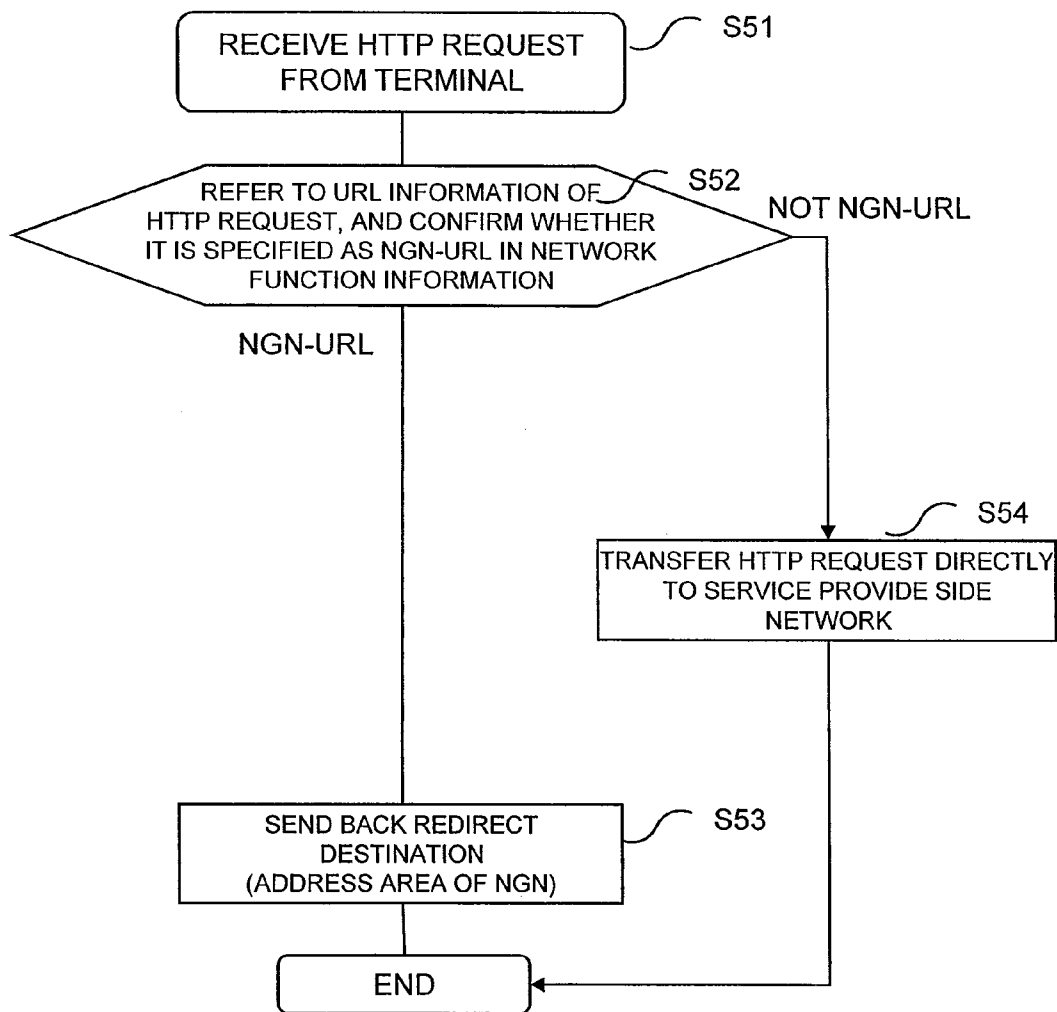 RECEIVE HTTP REQUEST
FROM TERMINAL
S51
REFER TO URL INFORMATION OF
HTTP REQUEST, AND CONFIRM WHETHER
IT IS SPECIFIED AS NGN-URL IN NETWORK
FUNCTION INFORMATION
S52
NOT NGN-URL
NGN-URL
S54
TRANSFER HTTP REQUEST DIRECTLY
TO SERVICE PROVIDE SIDE
NETWORK
SEND BACK REDIRECT
DESTINATION
(ADDRESS AREA OF NGN)
S53
END